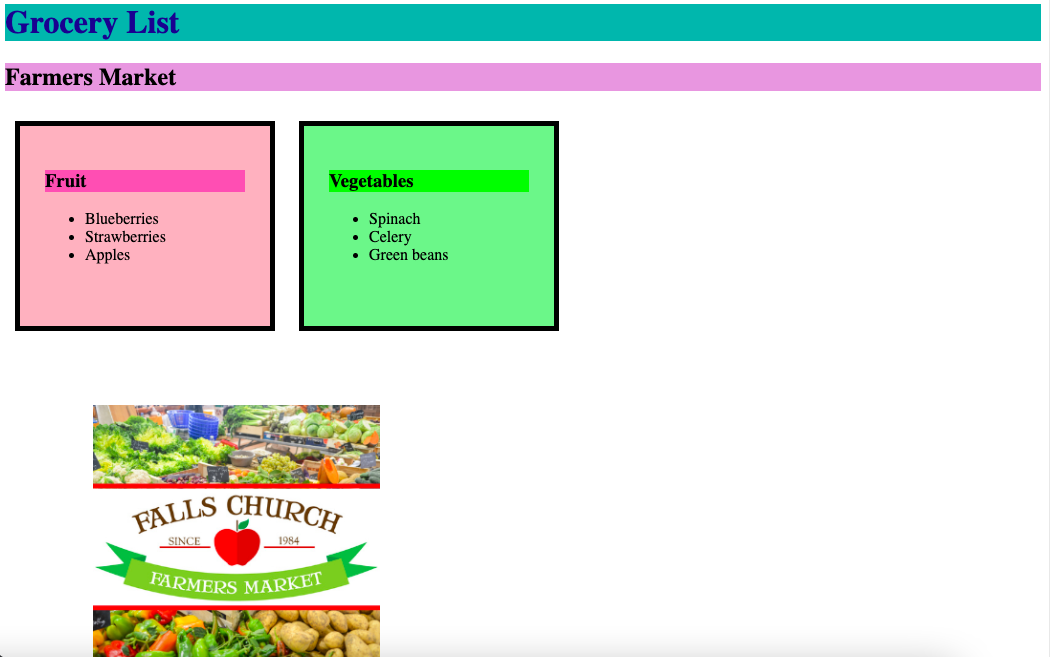 Grocery List
Farmers Market
Fruit
Blueberries
Strawberries
Apples
Vegetables
Spinach
Celery
Green beans
FALLS CHURCH
SINCE 1984
FARMERS MARKET